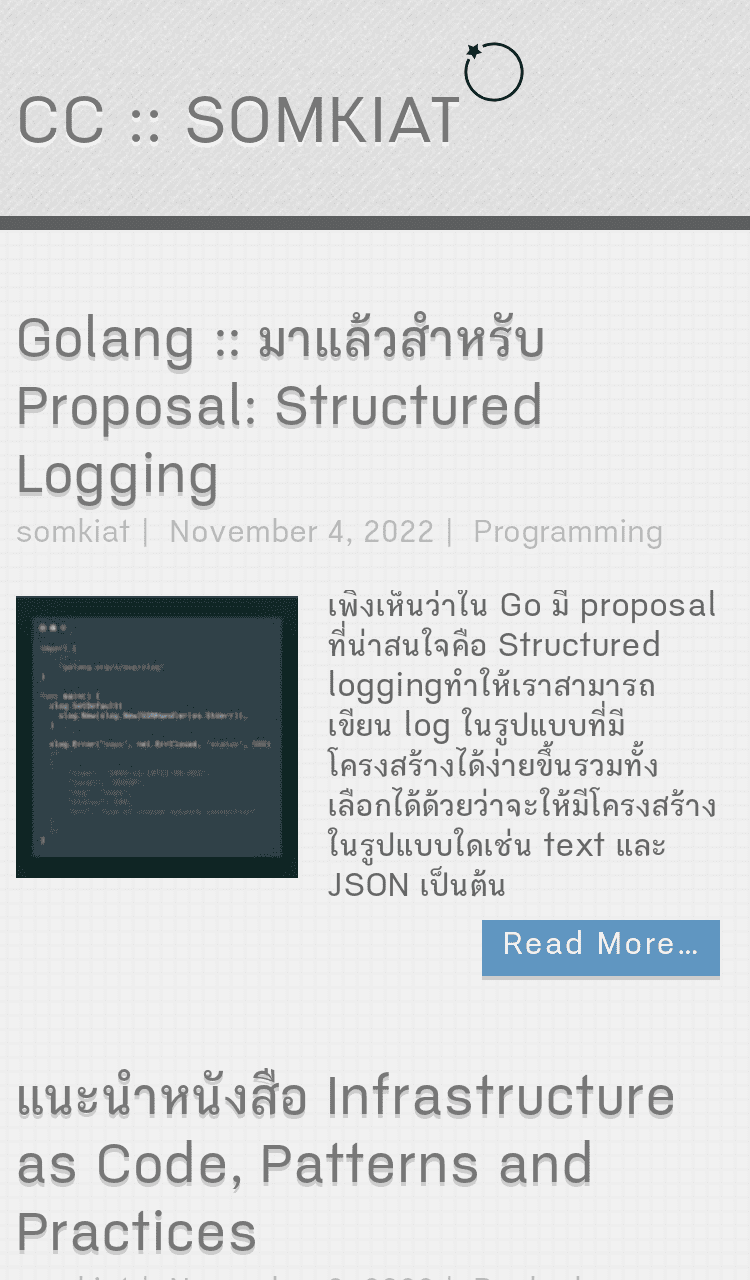 CC :: SOMKIAT
Golang :: มาแล้วสำหรับ
Proposal: Structured
Logging
somkiat | November 4, 2022 | Programming
เพิ่งเห็นว่าใน Go มี proposal
ที่น่าสนใจคือ Structured
loggingทำให้เราสามารถ
เขียน log ในรูปแบบที่มี
โครงสร้างได้ง่ายขึ้นรวมทั้ง
เลือกได้ด้วยว่าจะให้มีโครงสร้าง
ในรูปแบบใดเช่น text และ
JSON เป็นต้น
Read More…
แนะนำหนังสือ Infrastructure
as Code, Patterns and
Practices